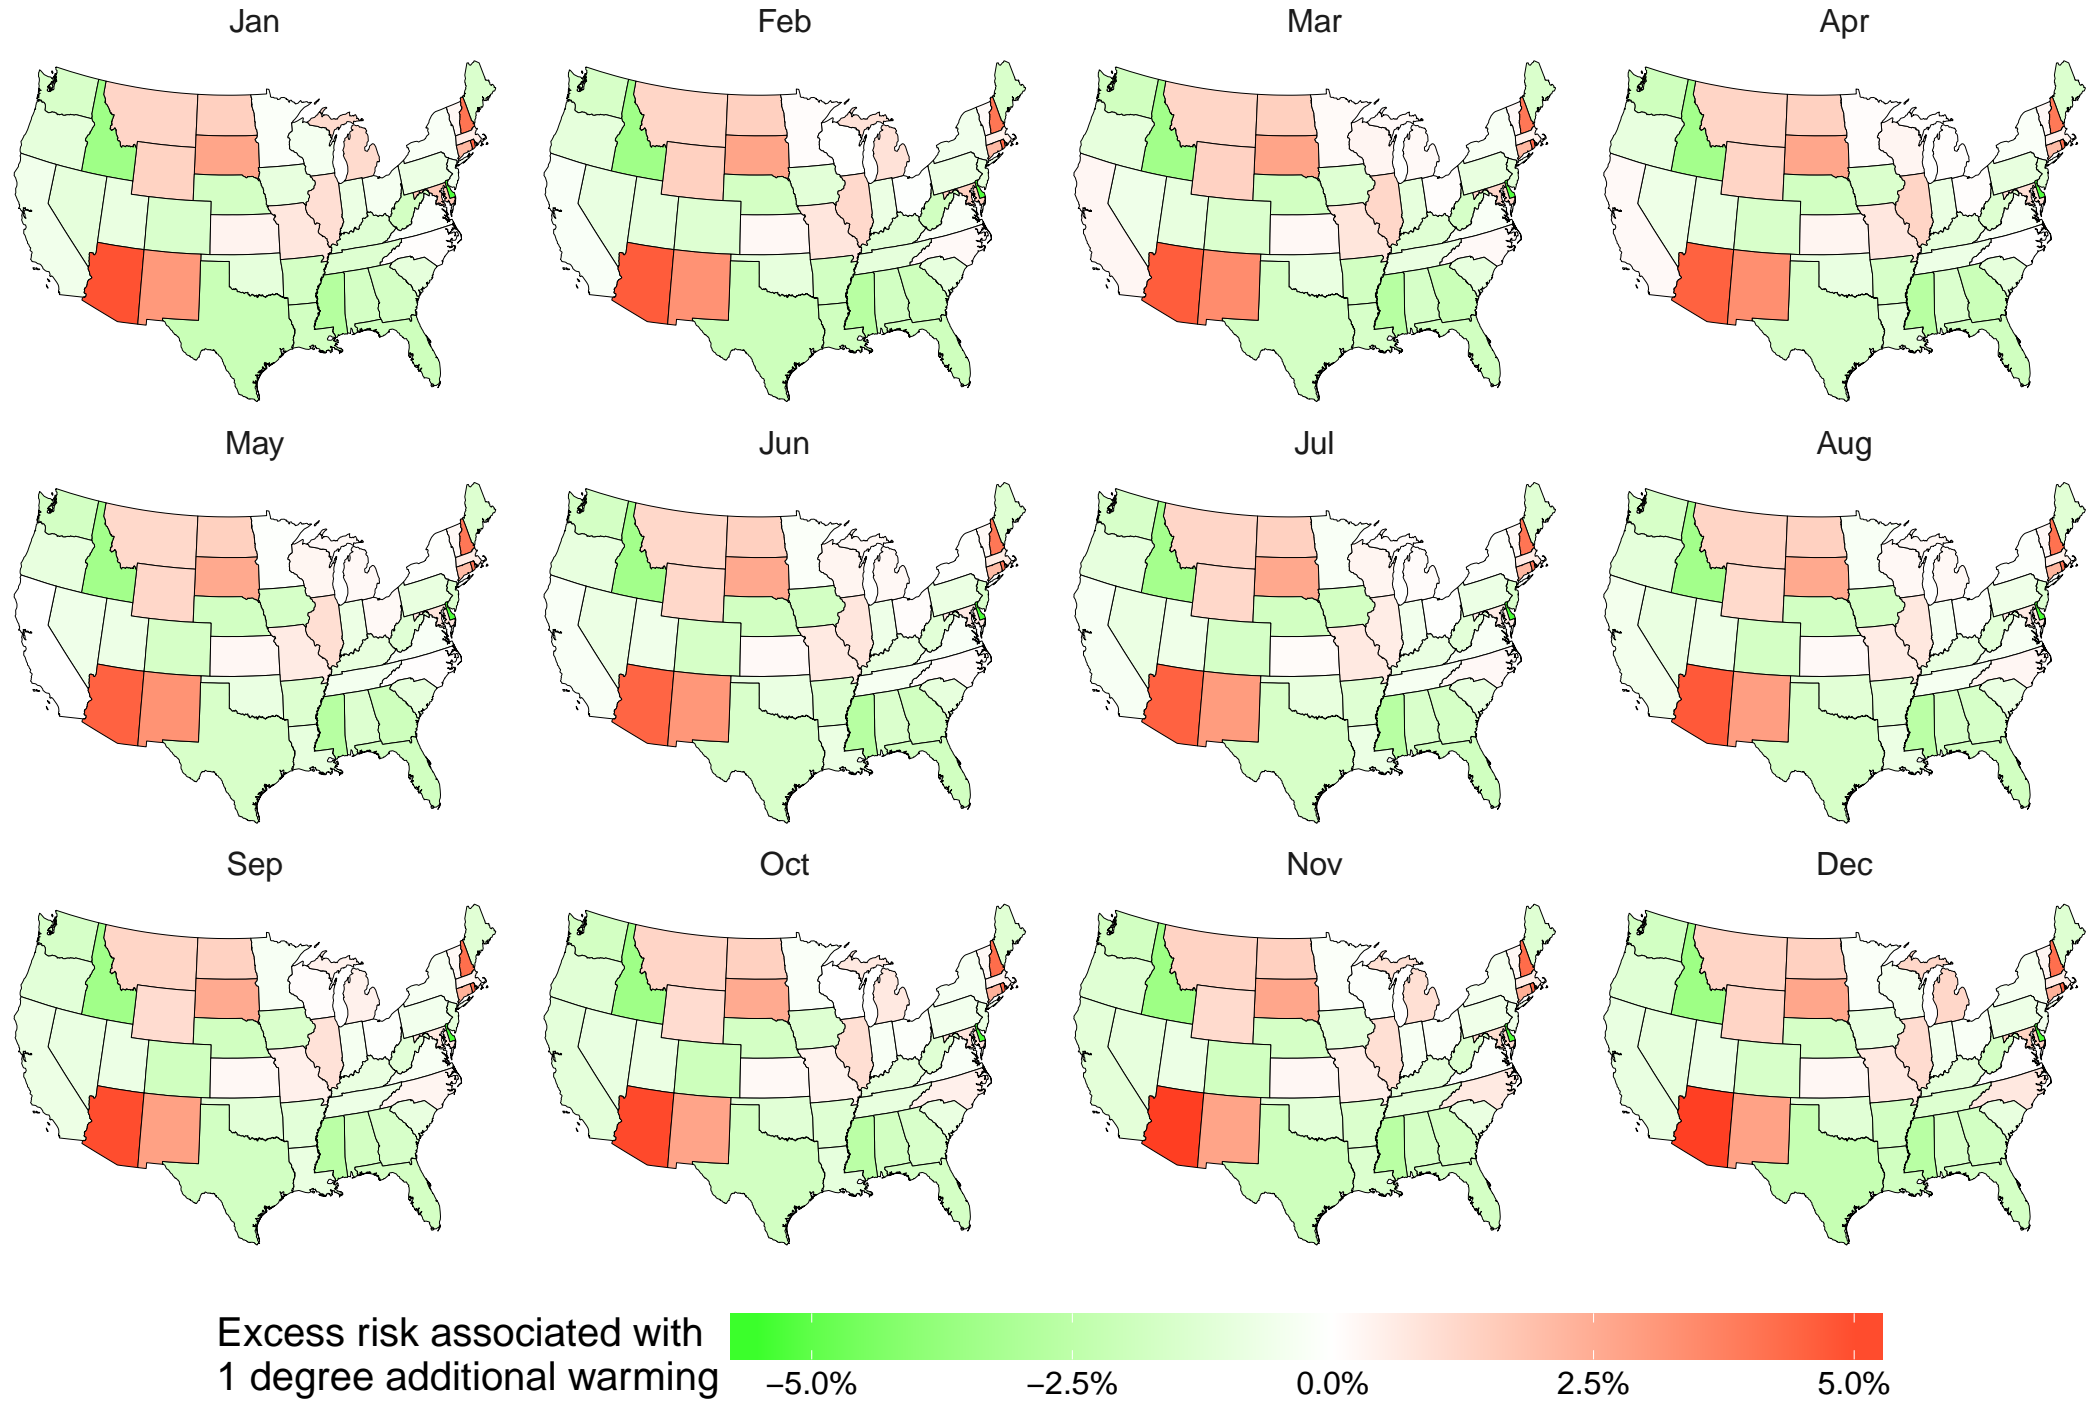 Jan
Feb
Mar
Apr
May
Jun
Jul
Aug
Sep
Oct
Nov
Dec
Excess risk associated with
1 degree additional warming
−5.0%
−2.5%
0.0%
2.5%
5.0%